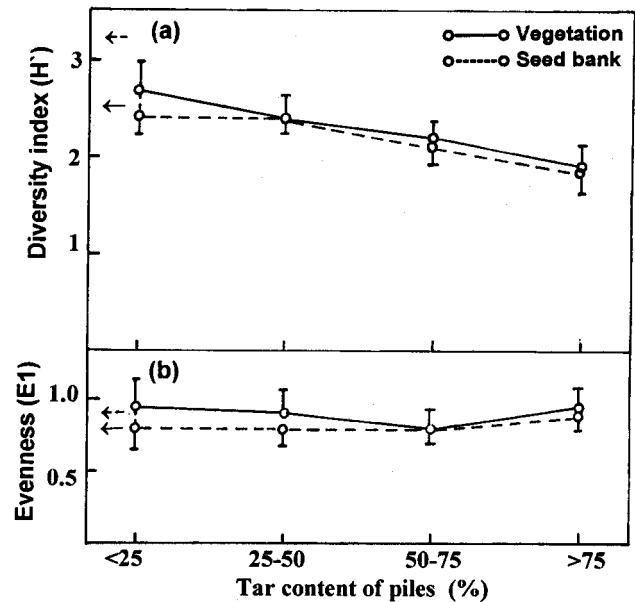 (a)
Vegetation
Seed bank
Diversity index (H`)
3
2
1
(b)
Evenness (E1)
1.0
0.5
<25 25-50 50-75 >75
Tar content of piles (%)